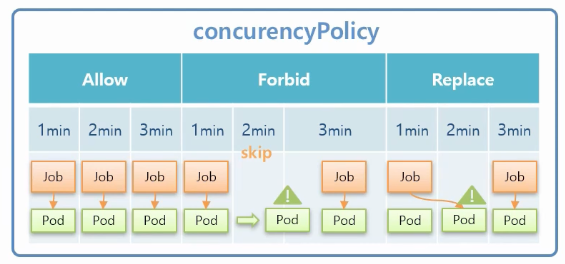 concurencyPolicy
Allow Forbid Replace
1min 2min 3min 1min 2min 3min 1min 2min 3min
skip
Job Job Job Job Job Job Job
Pod Pod Pod Pod Pod Pod Pod Pod Pod